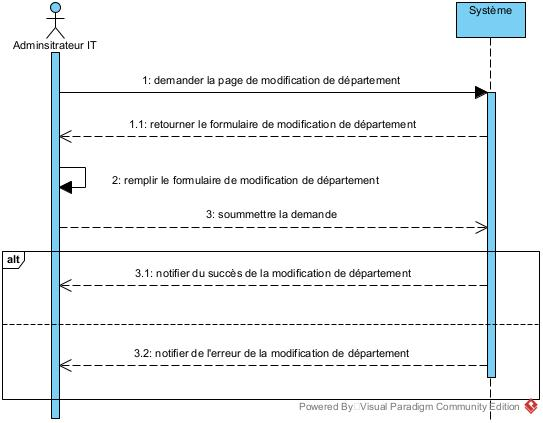 Système
Adminsitrateur IT
1: demander la page de modification de département
1.1: retourner le formulaire de modification de département
2: remplir le formulaire de modification de département
3: soummettre la demande
alt
3.1: notifier du succès de la modification de département
3.2: notifier de l'erreur de la modification de département
Powered By Visual Paradigm Community Edition